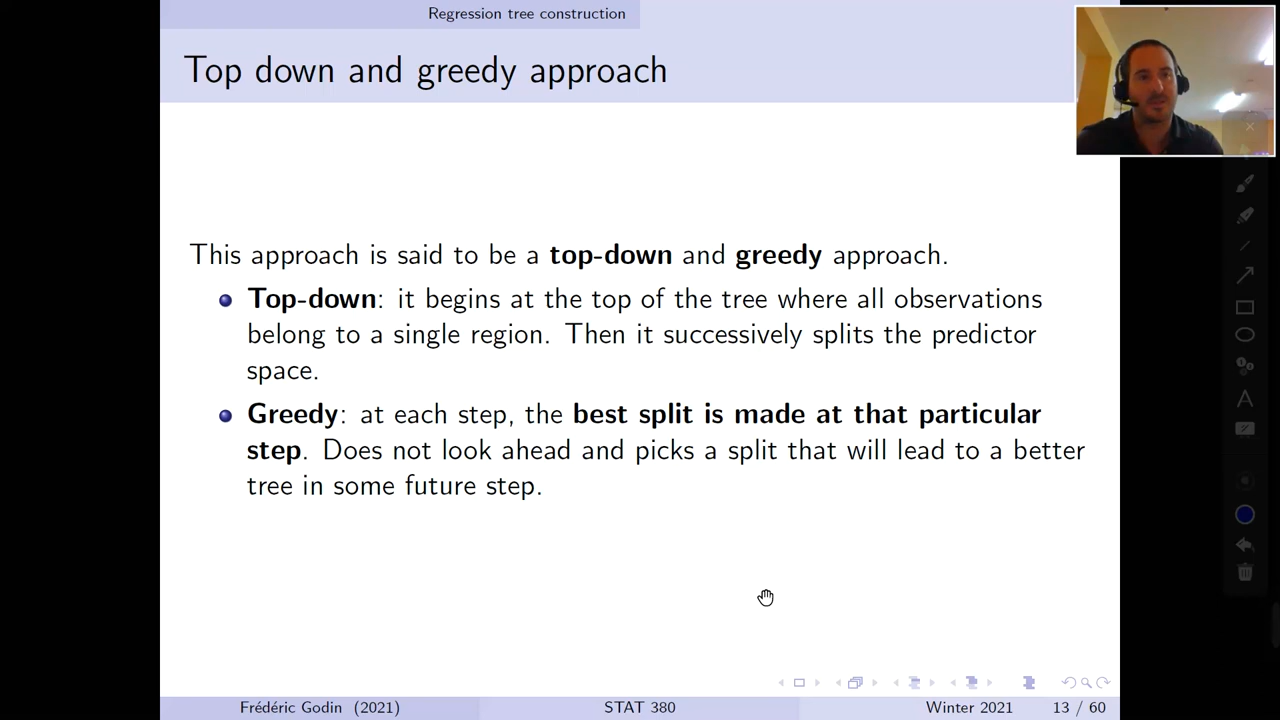 Regression tree construction
Top down and greedy approach
This approach is said to be a top-down and greedy approach.
Top-down: it begins at the top of the tree where all observations
belong to a single region. Then it successively splits the predictor
space.
Greedy: at each step, the best split is made at that particular
step. Does not look ahead and picks a split that will lead to a better
tree in some future step.
A
Frédéric Godin (2021) STAT 380 Winter 2021 13 / 60